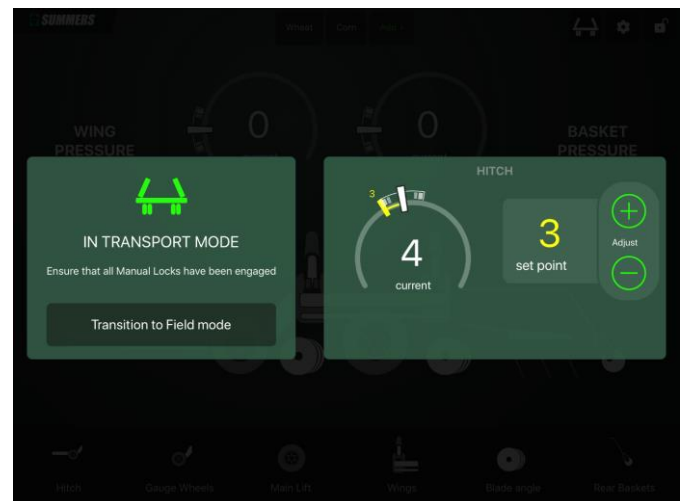 SUMMERS
Wheat
Corn
Add +
0
0
WING
PRESSURE
BASKET
PRESSURE
IN TRANSPORT MODE
Ensure that all Manual Locks have been engaged
Transition to Field mode
HITCH
3
4
current
3
set point
Adjust
Hitch
Gauge Wheels
Main Lift
Wings
Blade angle
Rear Baskets